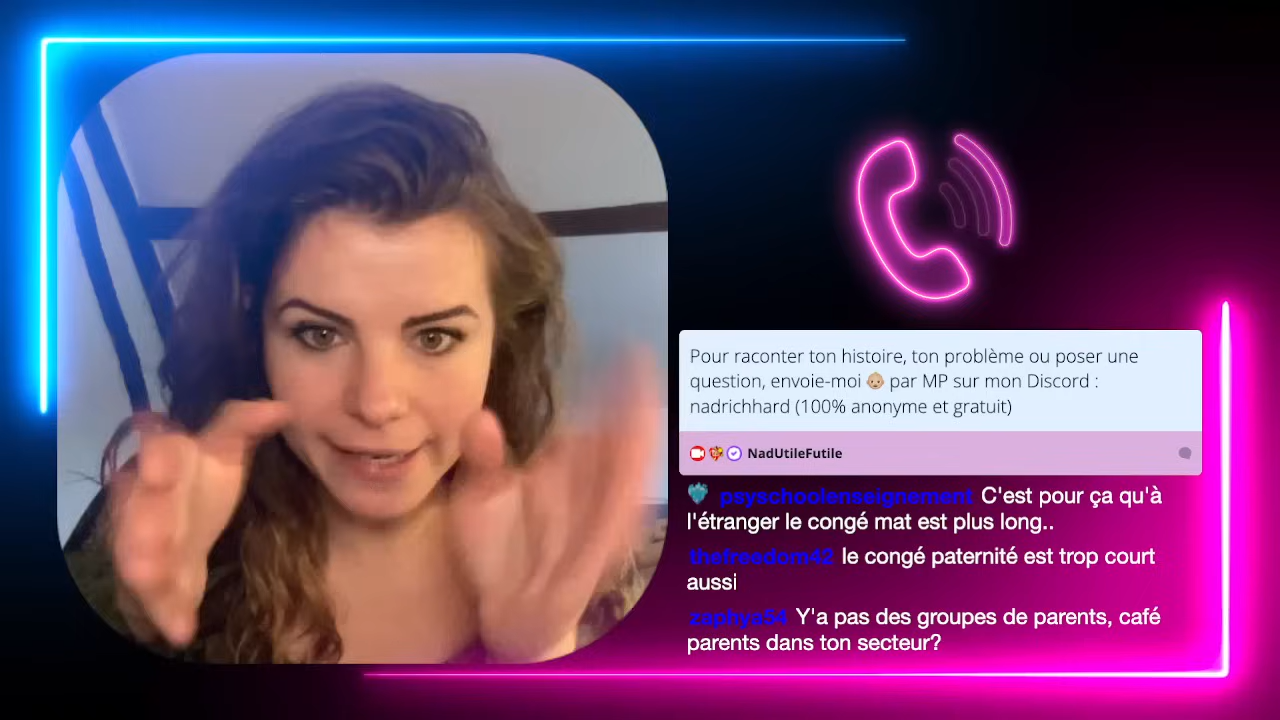 Pour raconter ton histoire, ton problème ou poser une
question, envoie-moi 👶🏼 par MP sur mon Discord :
nadrichhard (100% anonyme et gratuit)
NadUtileFutile
psyschoolenseignement C'est pour ça qu'à
l'étranger le congé mat est plus long..
thefreedom42 le congé paternité est trop court
aussi
zaphya54 Y'a pas des groupes de parents, café
parents dans ton secteur?